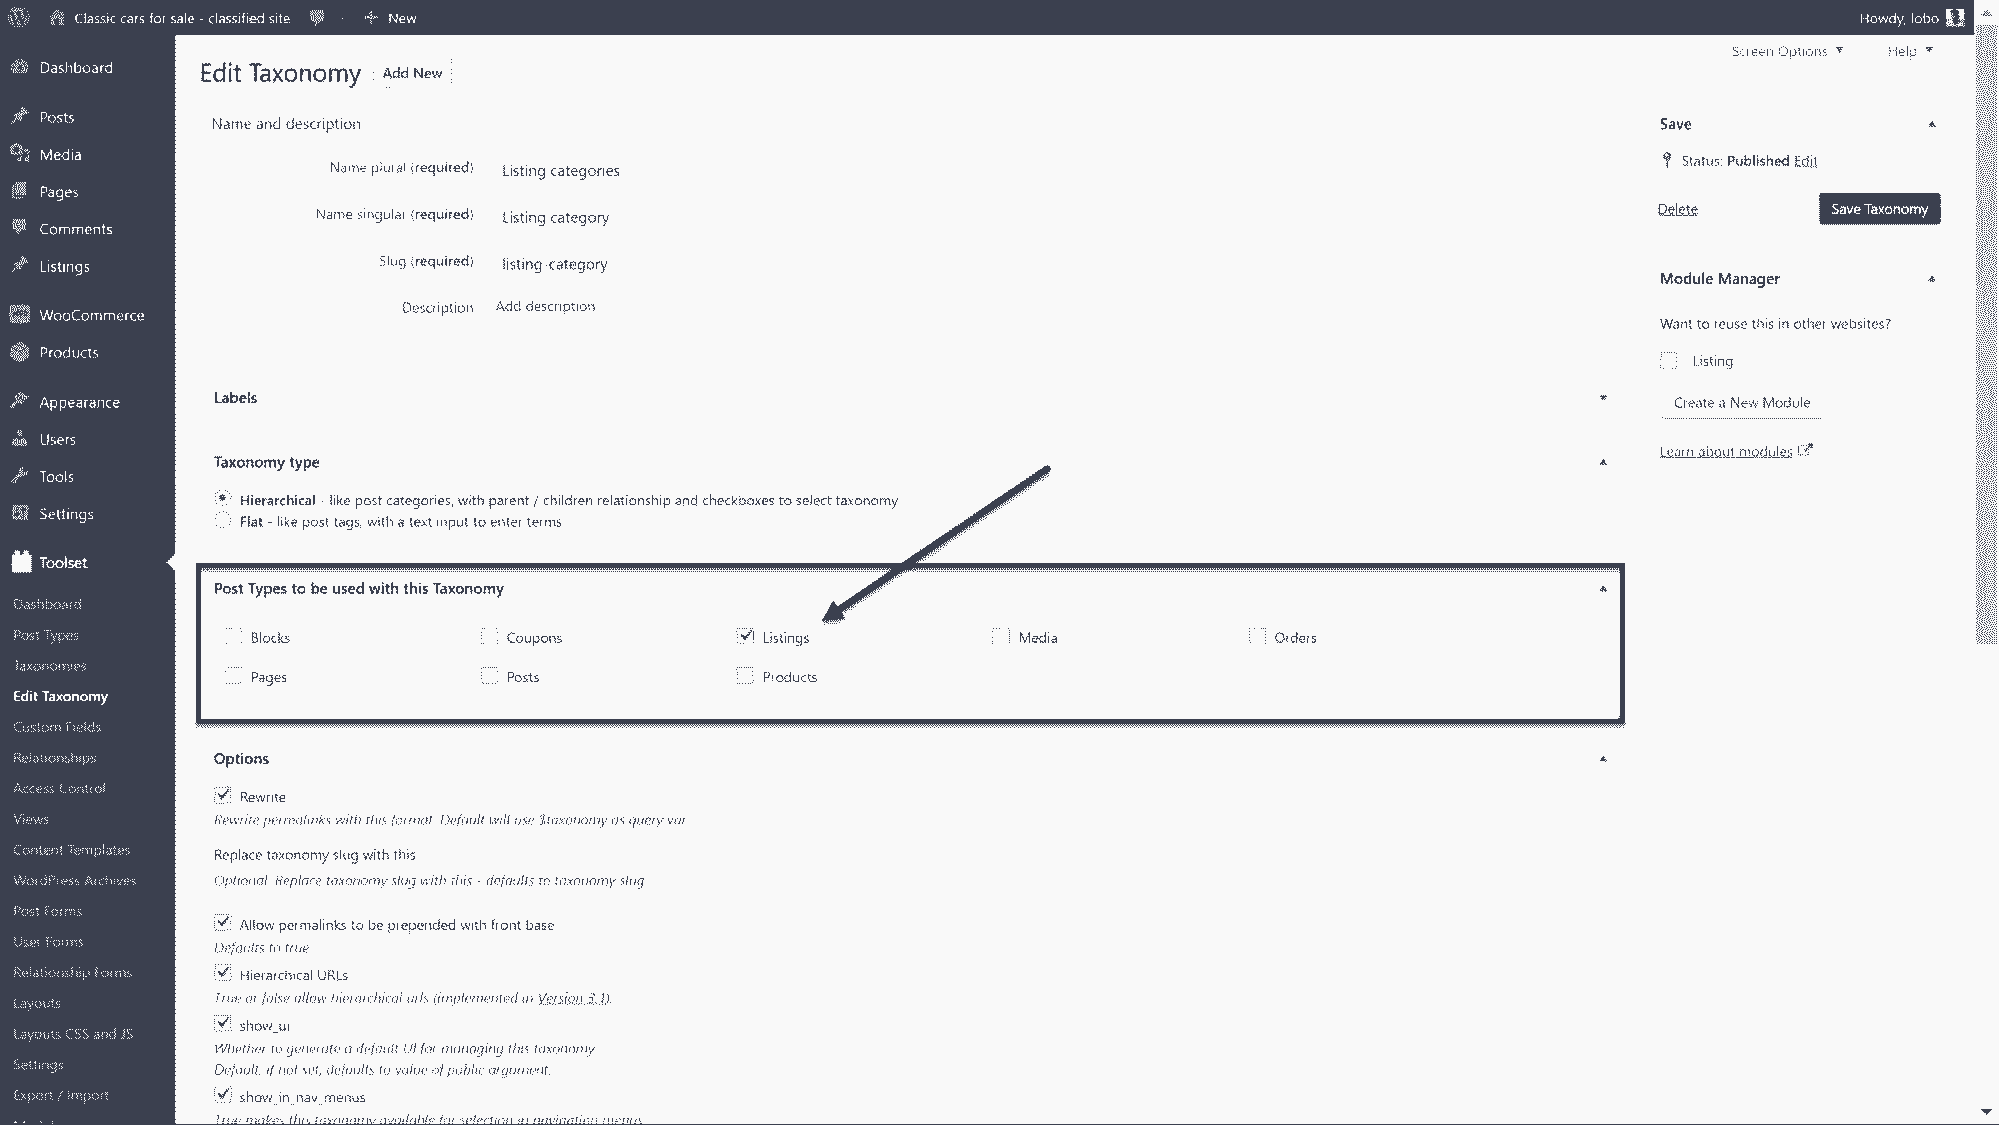 Classic cars for sale - classified site
New
Howdy, lobo
Dashboard
Posts
Media
Pages
Comments
Listings
WooCommerce
Products
Appearance
Users
Tools
Settings
Toolset
Dashboard
Post Types
Taxonomies
Edit Taxonomy
Custom Fields
Relationships
Access Control
Views
Content Templates
WordPress Archives
Post Forms
User Forms
Relationship Forms
Layouts
Layouts CSS and JS
Settings
Export / Import
Screen Options
Help
Edit Taxonomy
Add New
Name and description
Name plural (required) Listing categories
Name singular (required) Listing category
Slug (required) listing-category
Description Add description
Labels
Taxonomy type
Hierarchical - like post categories, with parent / children relationship and checkboxes to select taxonomy
Flat - like post tags, with a text input to enter terms
Post Types to be used with this Taxonomy
Blocks Coupons Listings Media Orders
Pages Posts Products
Options
Rewrite
Rewrite permalinks with this format. Default will use $taxonomy as query var
Replace taxonomy slug with this
Optional. Replace taxonomy slug with this - defaults to taxonomy slug
Allow permalinks to be prepended with front base
Defaults to true
Hierarchical URLs
True or false allow hierarchical urls (implemented in Version 3.1).
show_ui
Whether to generate a default UI for managing this taxonomy
Default: if not set, defaults to value of public argument.
show_in_nav_menus
True makes this taxonomy available for selection in navigation menus
Save
Status: Published Edit
Delete
Save Taxonomy
Module Manager
Want to reuse this in other websites?
Listing
Create a New Module
Learn about modules